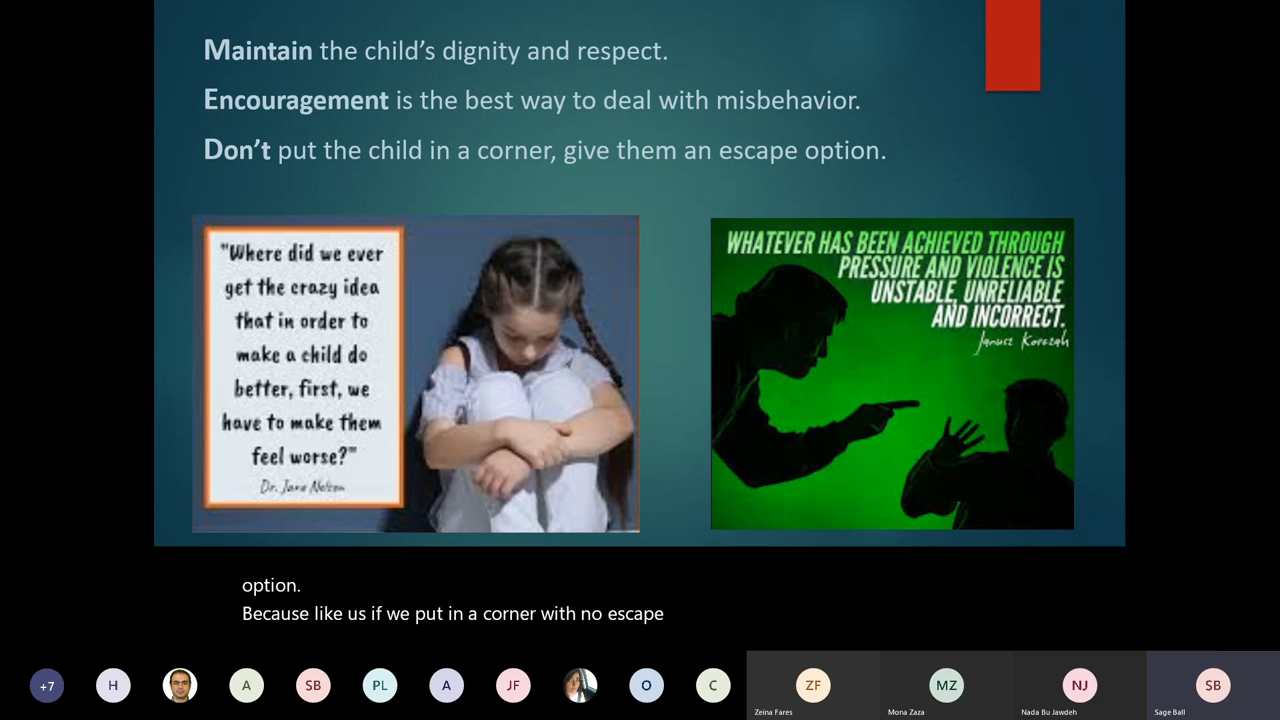 Maintain the child's dignity and respect.
Encouragement is the best way to deal with misbehavior.
Don't put the child in a corner, give them an escape option.
"Where did we ever
get the crazy idea
that in order to
make a child do
better, first, we
have to make them
feel worse?"
Dr. Jane Nelsen
WHATEVER HAS BEEN ACHIEVED THROUGH
PRESSURE AND VIOLENCE IS
UNSTABLE, UNRELIABLE
AND INCORRECT.
Janusz Korczak
option.
Because like us if we put in a corner with no escape
+7
H
A
SB
PL
A
JF
O
C
ZF
MZ
NJ
SB
Zeina Fares
Mona Zaza
Nada Bu Jawdeh
Sage Ball